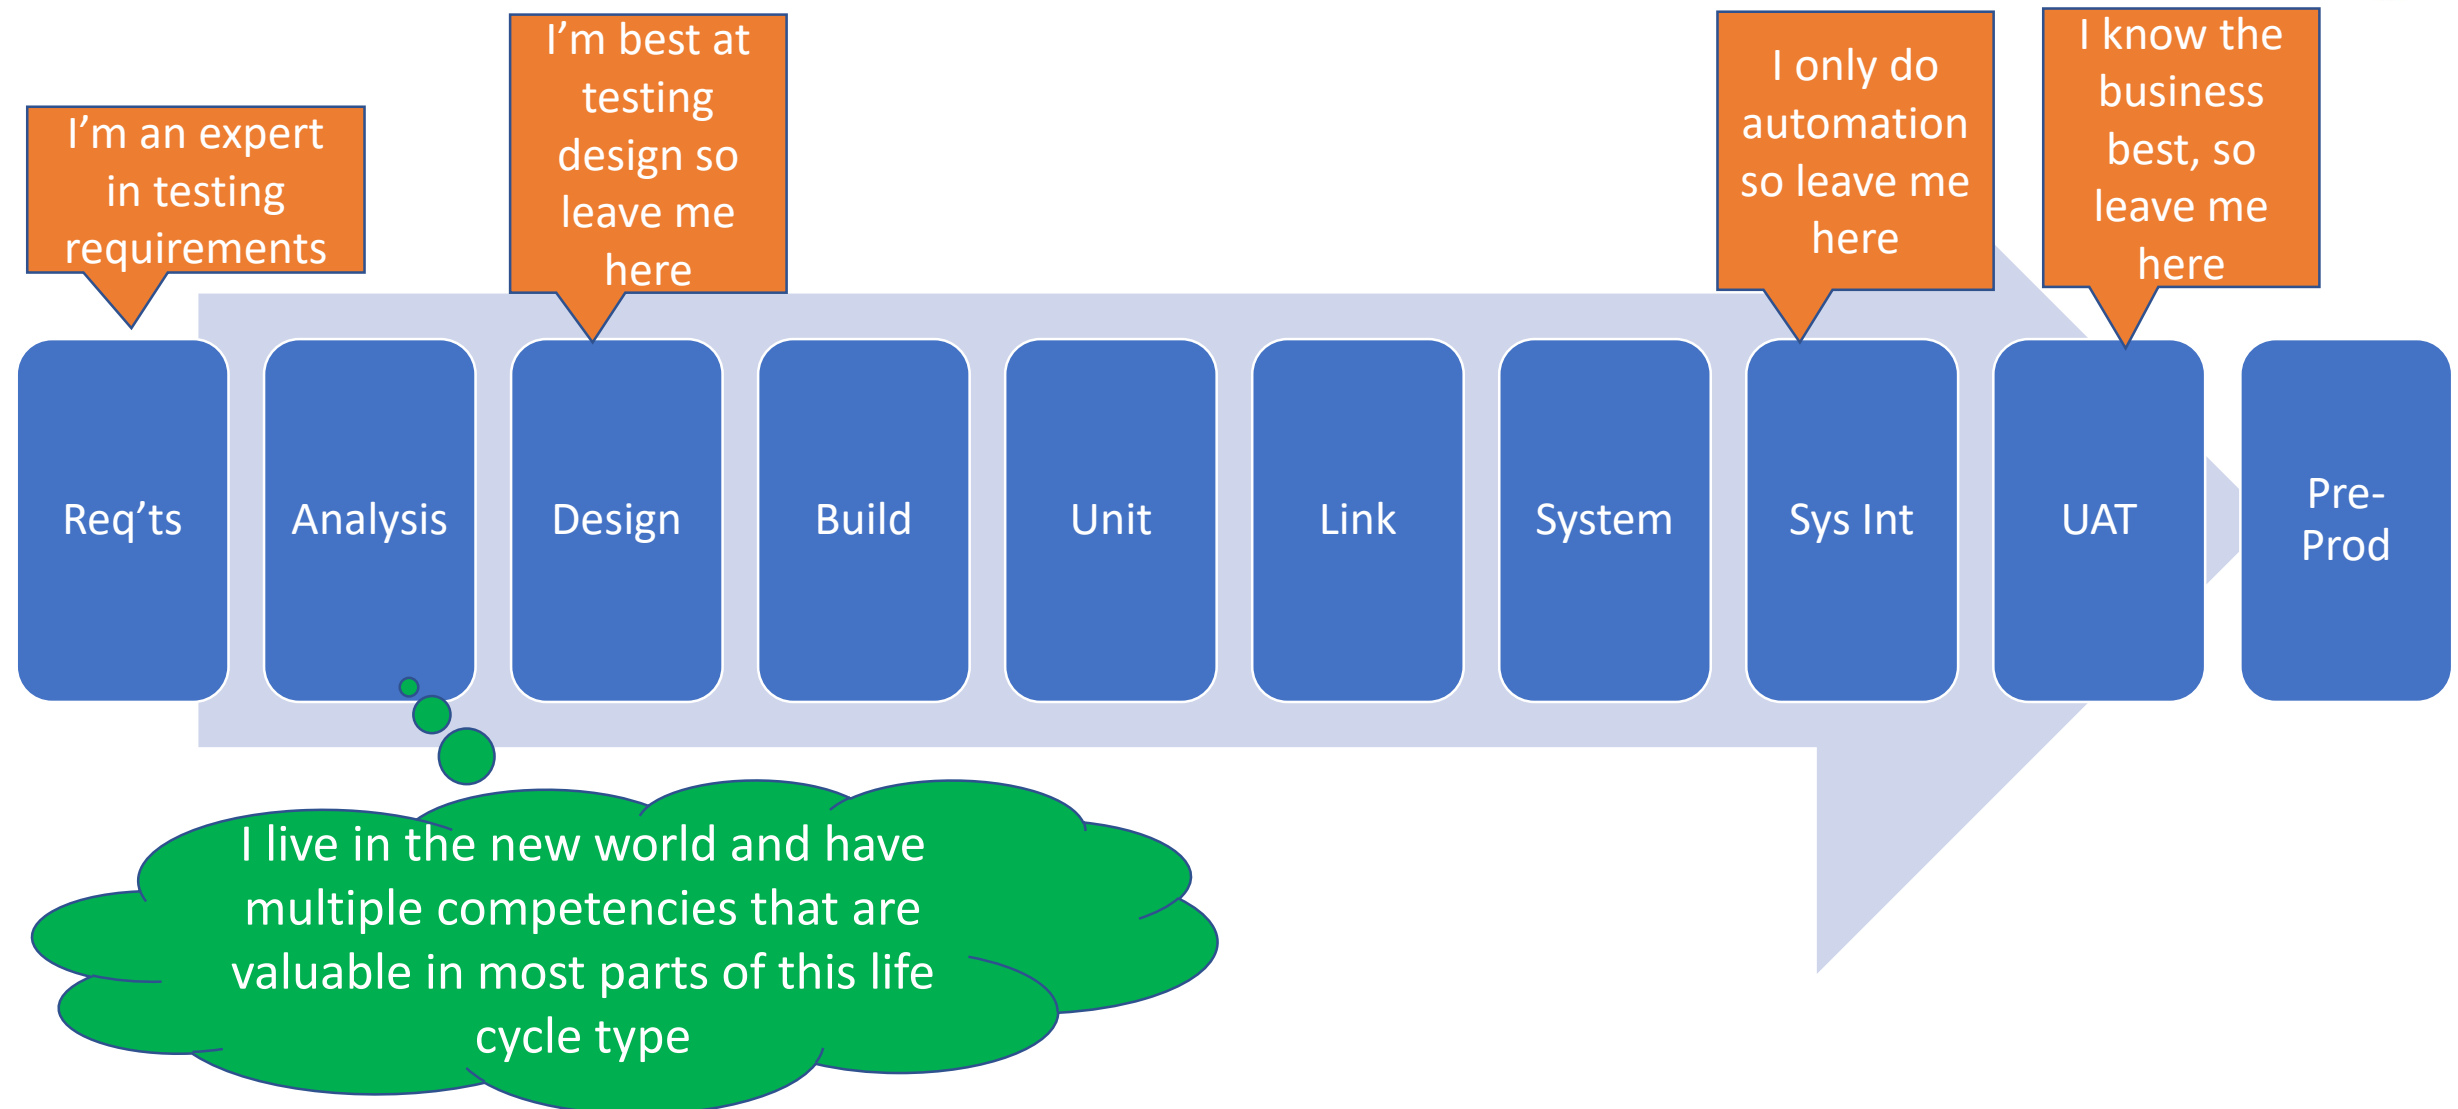 I’m an expert
in testing
requirements
I’m best at
testing
design so
leave me
here
I only do
automation
so leave me
here
I know the
business
best, so
leave me
here
Req’ts
Analysis
Design
Build
Unit
Link
System
Sys Int
UAT
Pre-
Prod
I live in the new world and have
multiple competencies that are
valuable in most parts of this life
cycle type